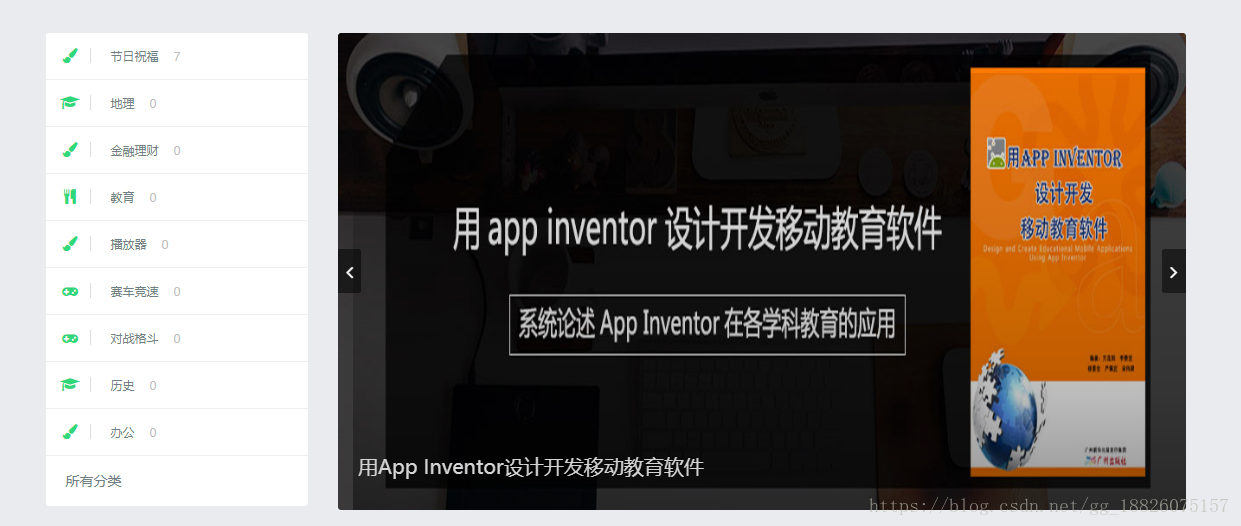 节日祝福 7
地理 0
金融理财 0
教育 0
播放器 0
赛车竞速 0
对战格斗 0
历史 0
办公 0
所有分类
用 app inventor 设计开发移动教育软件
系统论述 App Inventor 在各学科教育的应用
用App Inventor设计开发移动教育软件
用APP INVENTOR
设计开发
移动教育软件
Design and Create Educational Mobile Applications
Using App Inventor
广州出版社
https://blog.csdn.net/gg_18826075157